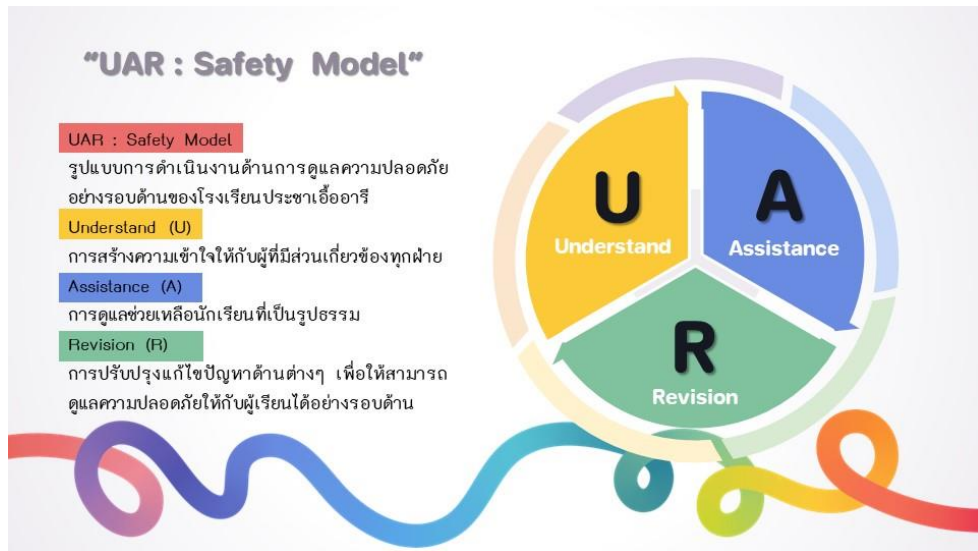 “UAR : Safety Model”
UAR : Safety Model
รูปแบบการดำเนินงานด้านการดูแลความปลอดภัย
อย่างรอบด้านของโรงเรียนประชาเอื้ออารี
Understand (U)
การสร้างความเข้าใจให้กับผู้ที่มีส่วนเกี่ยวข้องทุกฝ่าย
Assistance (A)
การดูแลช่วยเหลือนักเรียนที่เป็นรูปธรรม
Revision (R)
การปรับปรุงแก้ไขปัญหาด้านต่างๆ เพื่อให้สามารถ
ดูแลความปลอดภัยให้กับผู้เรียนได้อย่างรอบด้าน
U
Understand
A
Assistance
R
Revision